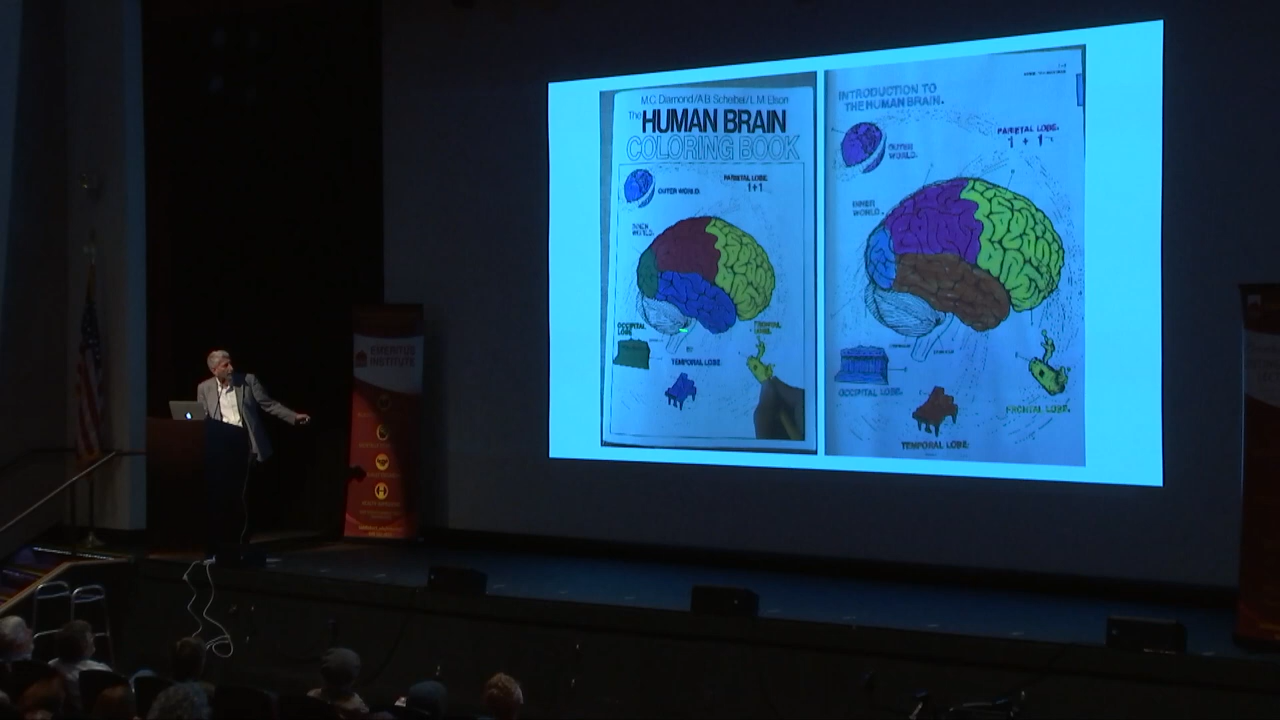 EMERITUS
INSTITUTE
M.C. Diamond/A.B. Scheibel/L.M. Elson
The HUMAN BRAIN
COLORING BOOK
OUTER WORLD.
PARIETAL LOBE.
1+1
OCCIPITAL
LOBE
FRONTAL
LOBE.
TEMPORAL LOBE.
INTRODUCTION TO
THE HUMAN BRAIN.
PARIETAL LOBE.
1 + 1
OUTER
WORLD.
INNER
WORLD.
OCCIPITAL LOBE.
FRONTAL LOBE.
TEMPORAL LOBE.